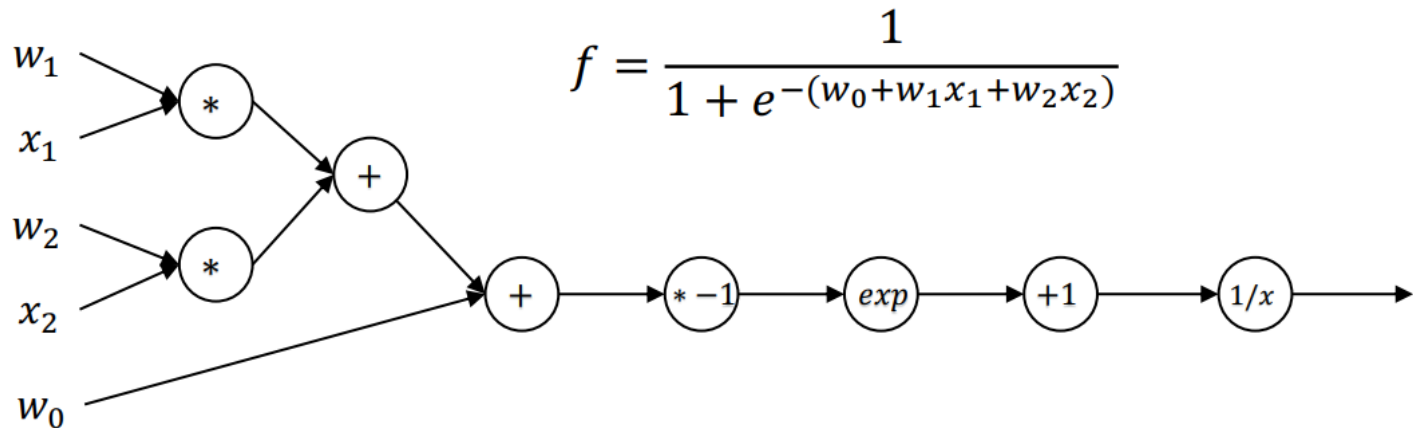 w₁
x₁
w₂
x₂
w₀
*
*
+
+
* −1
exp
+1
1/x
f = 1 / (1 + e^−(w₀+w₁x₁+w₂x₂))